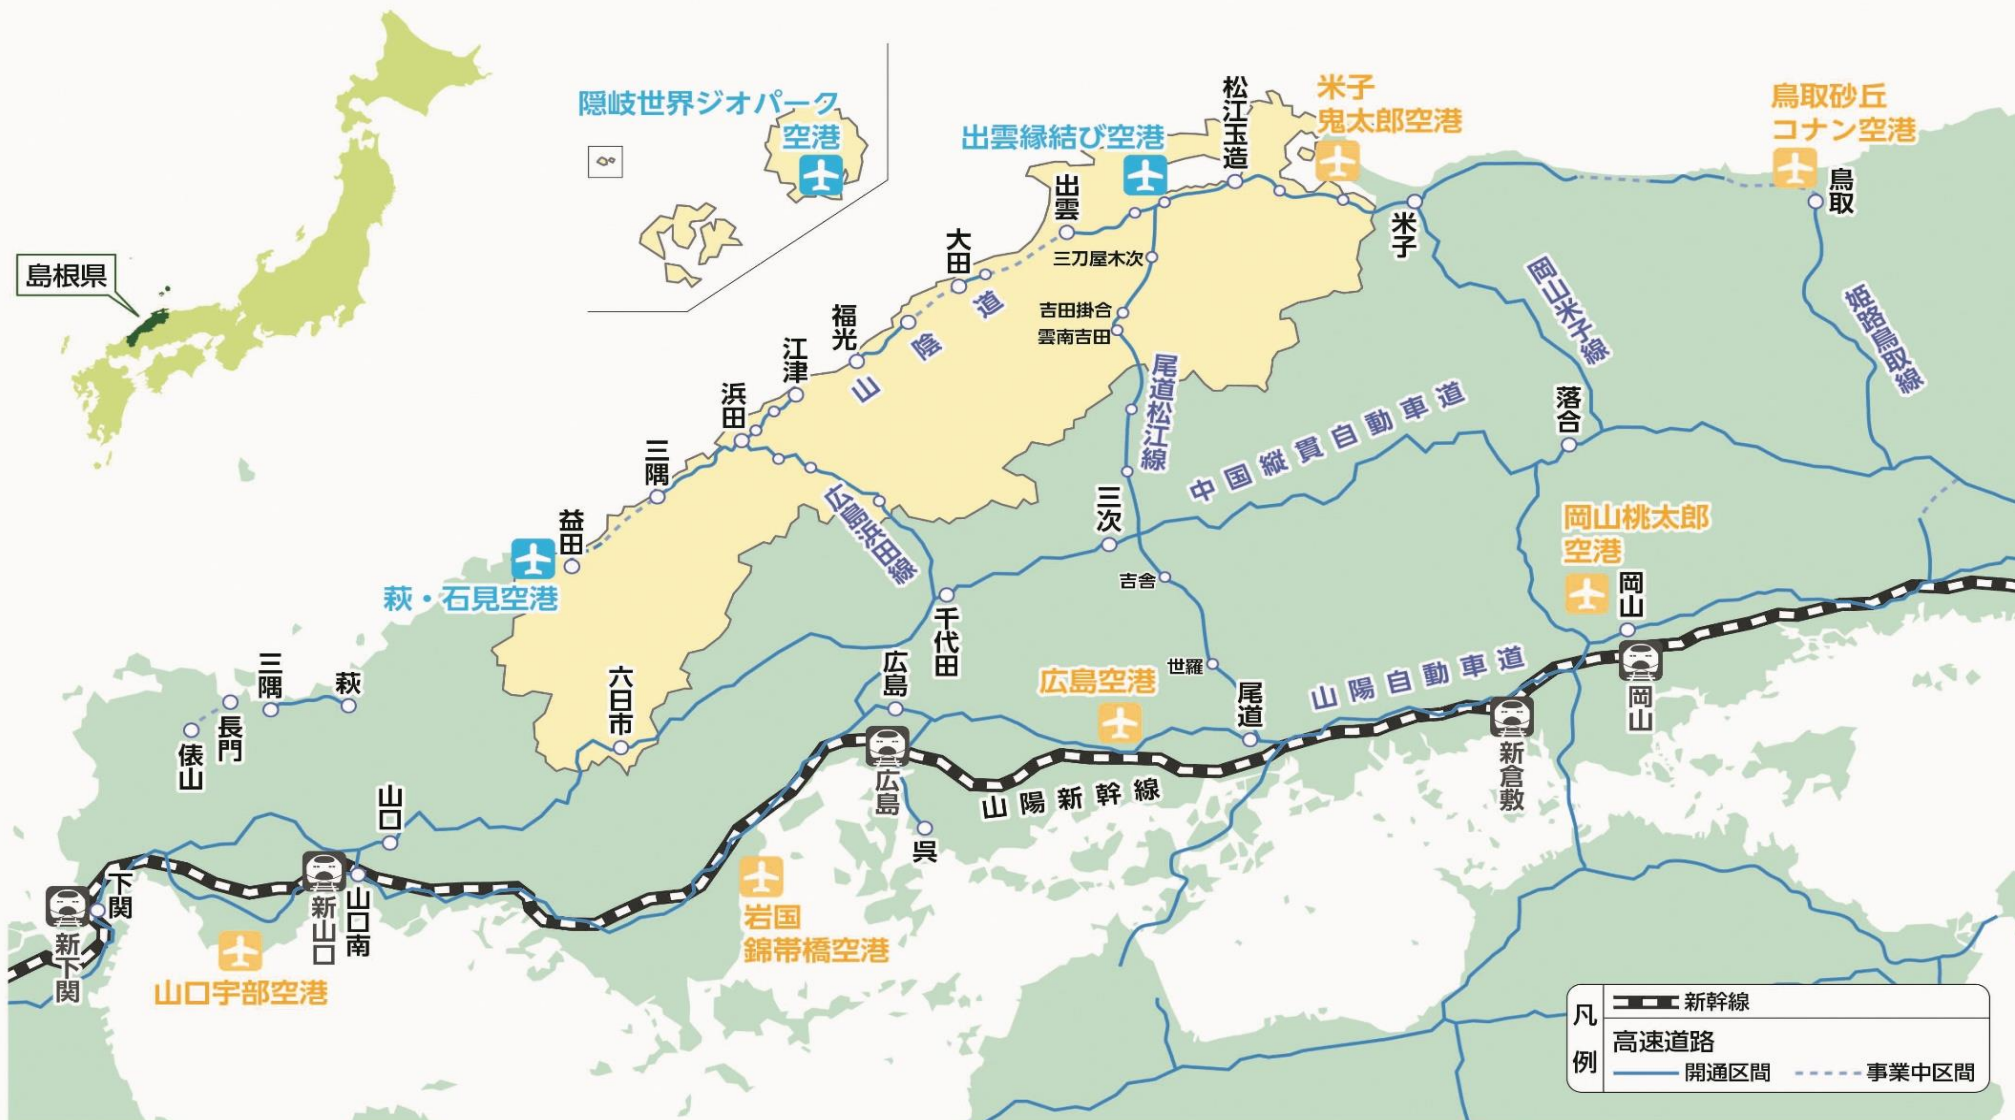 島根県
隠岐世界ジオパーク
空港
出雲縁結び空港
松江玉造
米子
鬼太郎空港
鳥取砂丘
コナン空港
鳥取
出雲
米子
大田
三刀屋木次
吉田掛合
雲南吉田
福光
江津
浜田
三隅
益田
山陰道
尾道松江線
岡山米子線
姫路鳥取線
落合
中国縦貫自動車道
広島浜田線
三次
萩・石見空港
岡山桃太郎
空港
岡山
吉舎
千代田
世羅
尾道
広島
広島空港
山陽自動車道
六日市
三隅
萩
長門
俵山
岡山
新倉敷
広島
山陽新幹線
呉
山口
下関
新下関
新山口
山口南
山口宇部空港
岩国
錦帯橋空港
凡例
新幹線
高速道路
開通区間
事業中区間